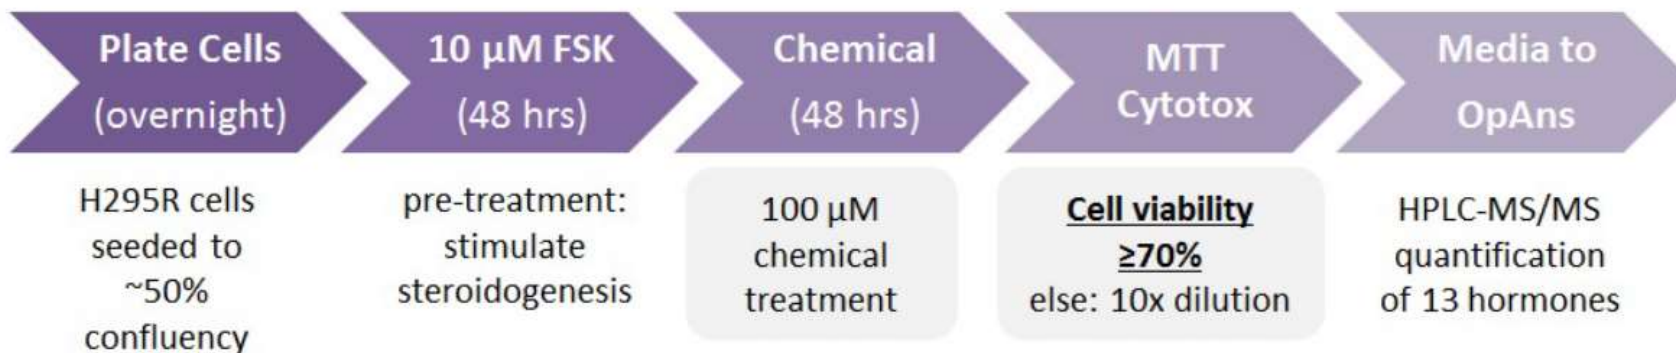 Plate Cells
(overnight)
10 µM FSK
(48 hrs)
Chemical
(48 hrs)
MTT
Cytotox
Media to
OpAns
H295R cells
seeded to
~50%
confluency
pre-treatment:
stimulate
steroidogenesis
100 µM
chemical
treatment
Cell viability
≥70%
else: 10x dilution
HPLC-MS/MS
quantification
of 13 hormones